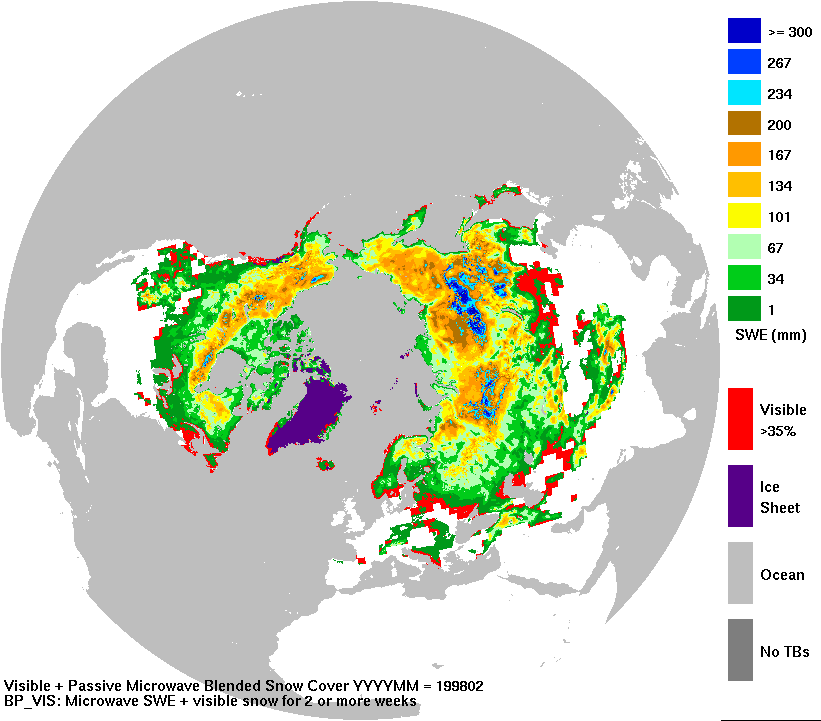 >= 300
267
234
200
167
134
101
67
34
1
SWE (mm)
Visible
>35%
Ice
Sheet
Ocean
No TBs
Visible + Passive Microwave Blended Snow Cover YYYYMM = 199802
BP_VIS: Microwave SWE + visible snow for 2 or more weeks